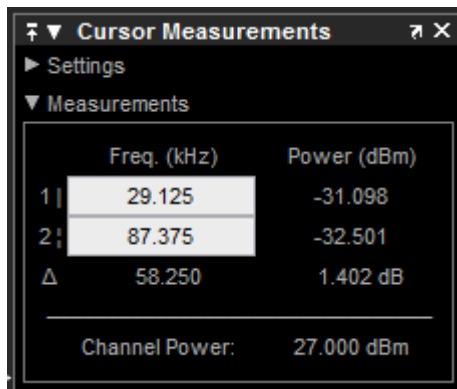 Cursor Measurements
Settings
Measurements
Freq. (kHz) Power (dBm)
1 | 29.125 -31.098
2 ¦ 87.375 -32.501
Δ 58.250 1.402 dB
Channel Power: 27.000 dBm